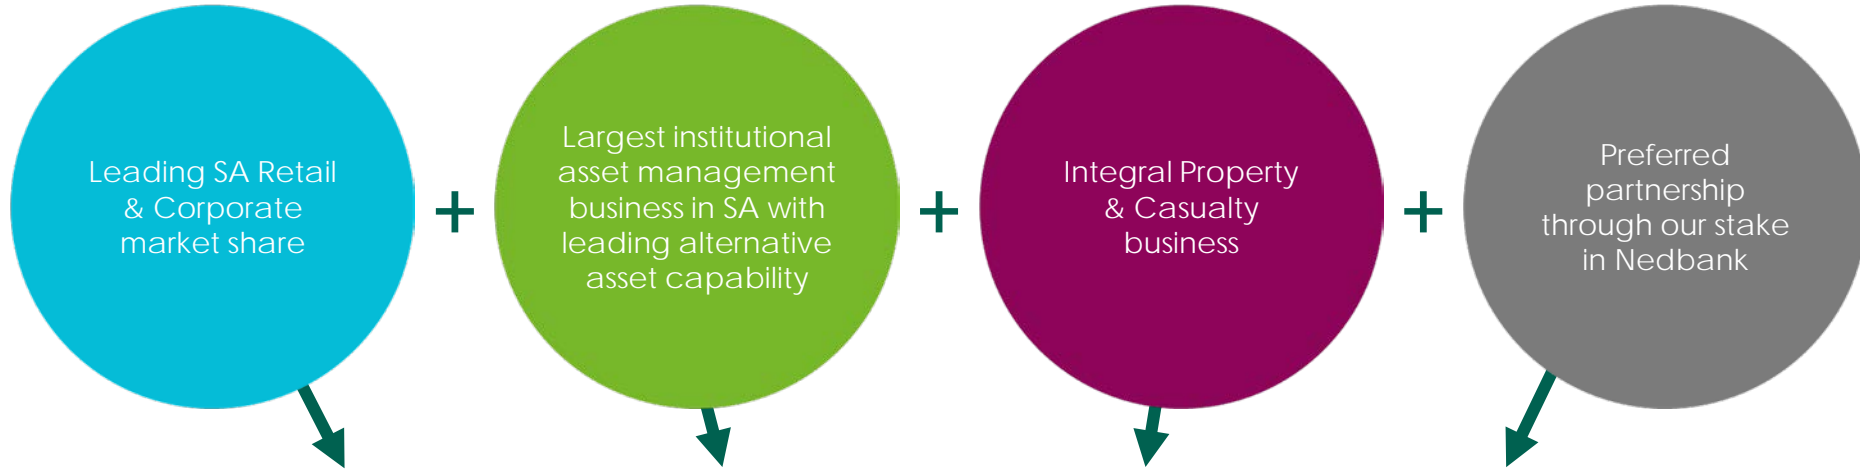 Leading SA Retail
& Corporate
market share
+
Largest institutional
asset management
business in SA with
leading alternative
asset capability
+
Integral Property
& Casualty
business
+
Preferred
partnership
through our stake
in Nedbank